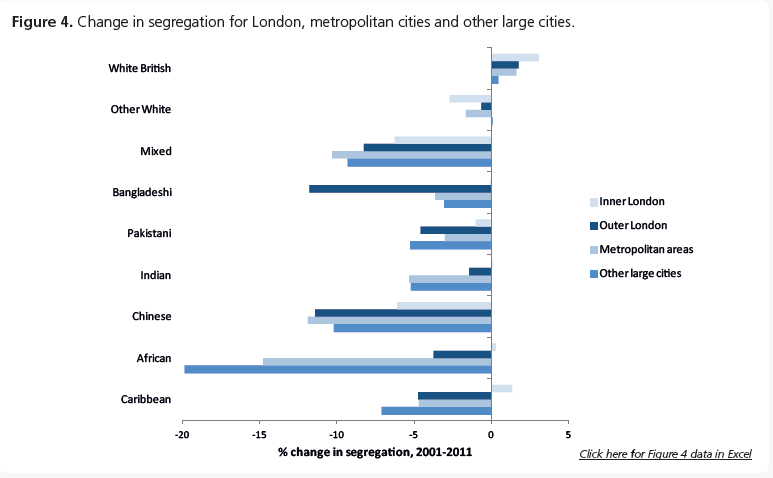 Figure 4. Change in segregation for London, metropolitan cities and other large cities.
White British
Other White
Mixed
Bangladeshi
Pakistani
Indian
Chinese
African
Caribbean
Inner London
Outer London
Metropolitan areas
Other large cities
-20 -15 -10 -5 0 5
% change in segregation, 2001-2011
Click here for Figure 4 data in Excel